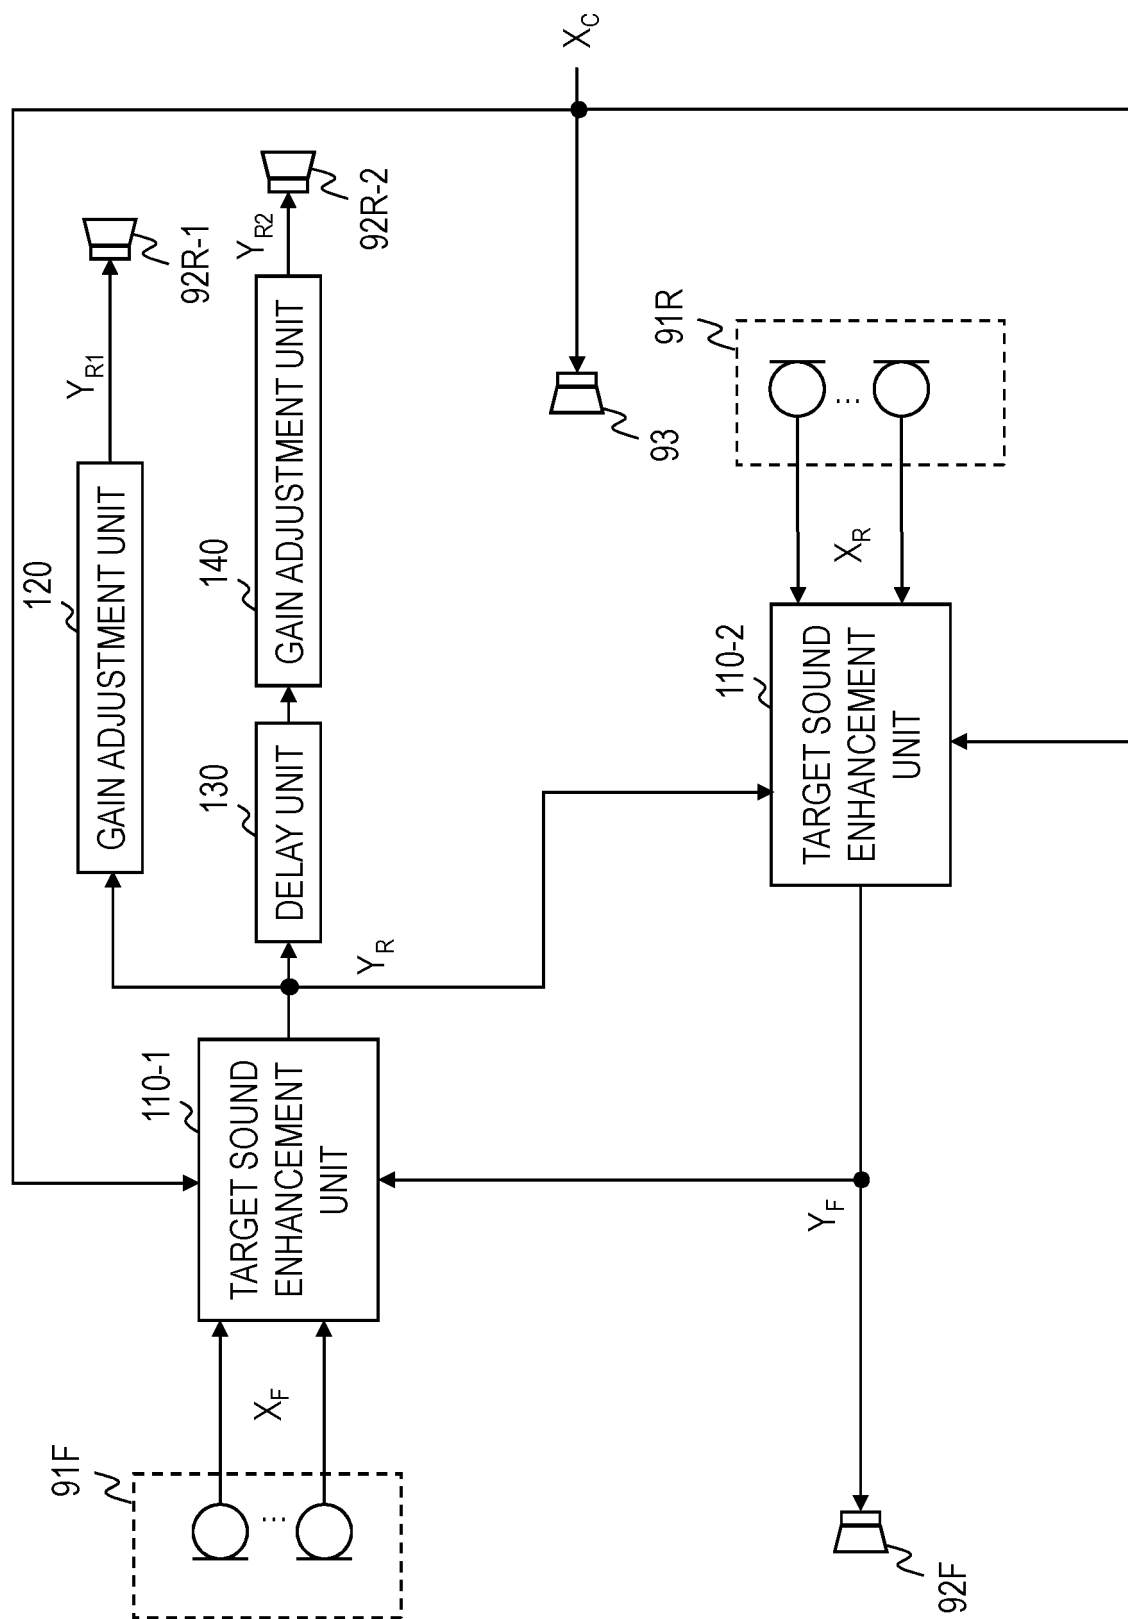 91F
X_F
110-1
TARGET SOUND
ENHANCEMENT
UNIT
Y_R
120
GAIN ADJUSTMENT UNIT
Y_R1
92R-1
130
DELAY UNIT
140
GAIN ADJUSTMENT UNIT
Y_R2
92R-2
X_C
93
91R
...
X_R
110-2
TARGET SOUND
ENHANCEMENT
UNIT
Y_F
92F
...